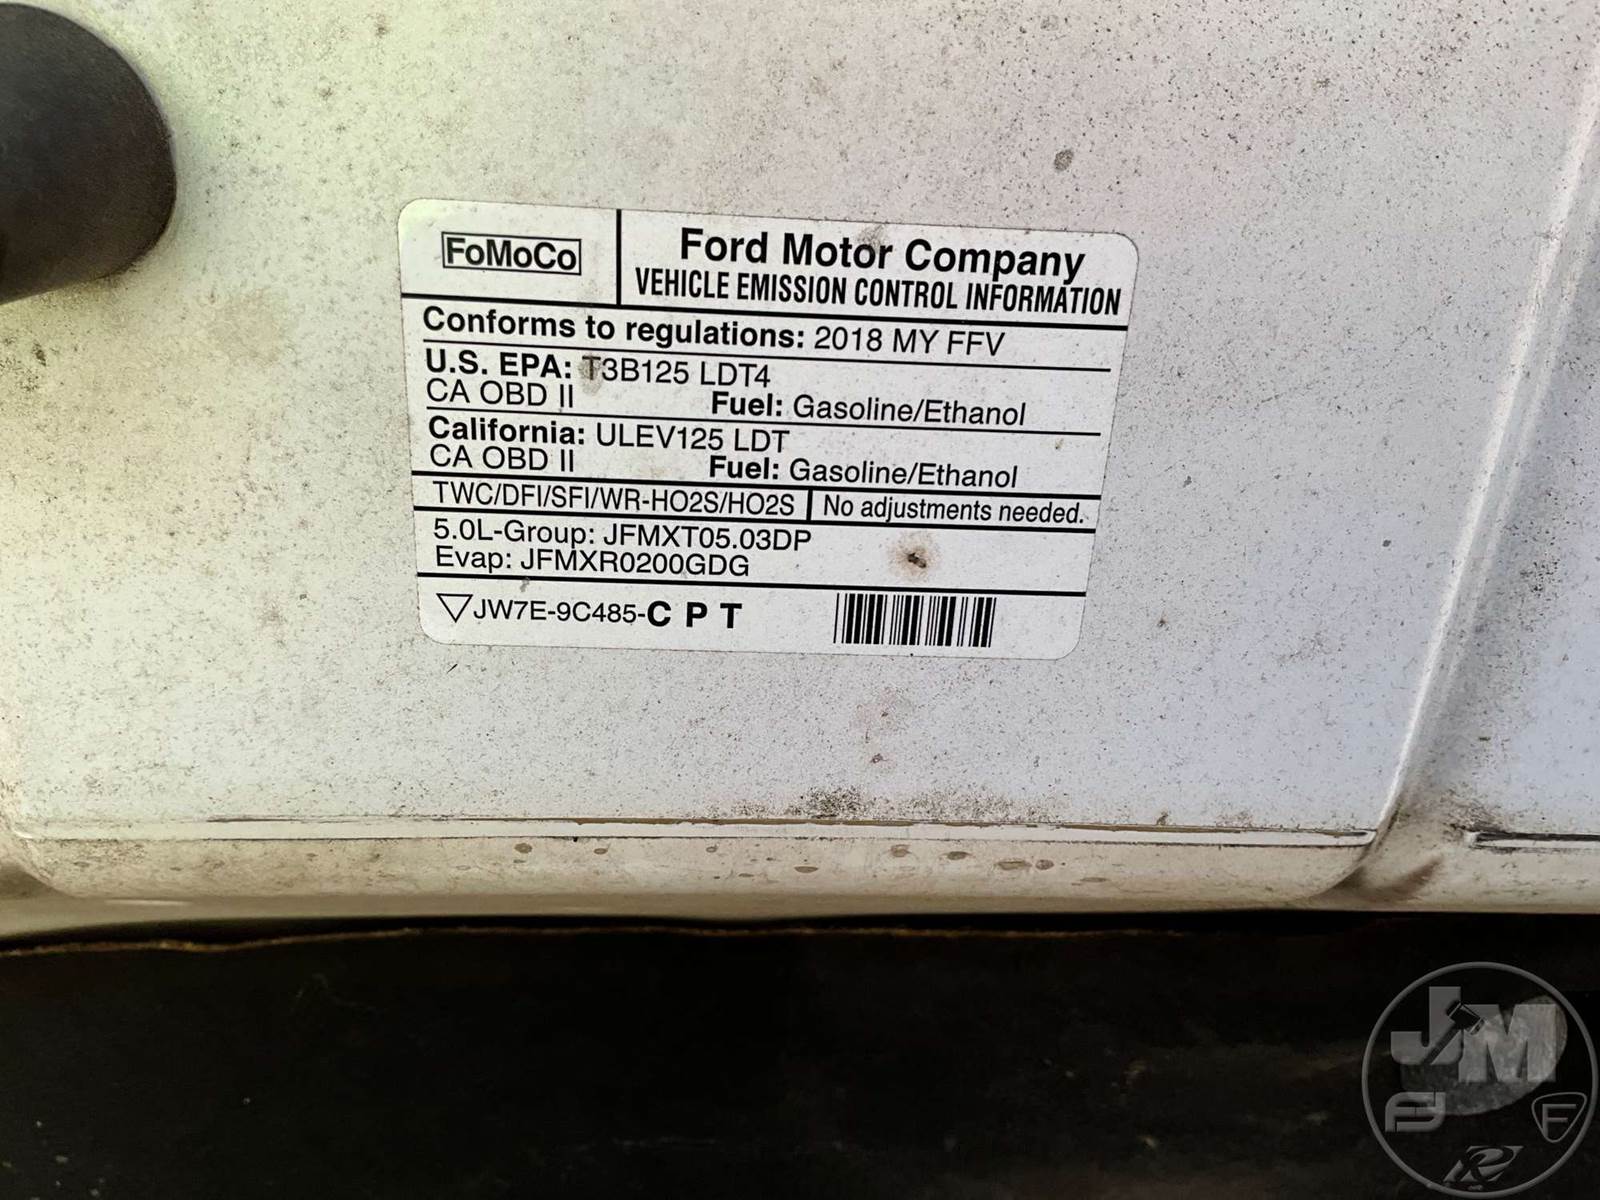 FoMoCo
Ford Motor Company
VEHICLE EMISSION CONTROL INFORMATION
Conforms to regulations: 2018 MY FFV
U.S. EPA: T3B125 LDT4
CA OBD II Fuel: Gasoline/Ethanol
California: ULEV125 LDT
CA OBD II Fuel: Gasoline/Ethanol
TWC/DFI/SFI/WR-HO2S/HO2S No adjustments needed.
5.0L-Group: JFMXT05.03DP
Evap: JFMXR0200GDG
JW7E-9C485-C P T
JM
F